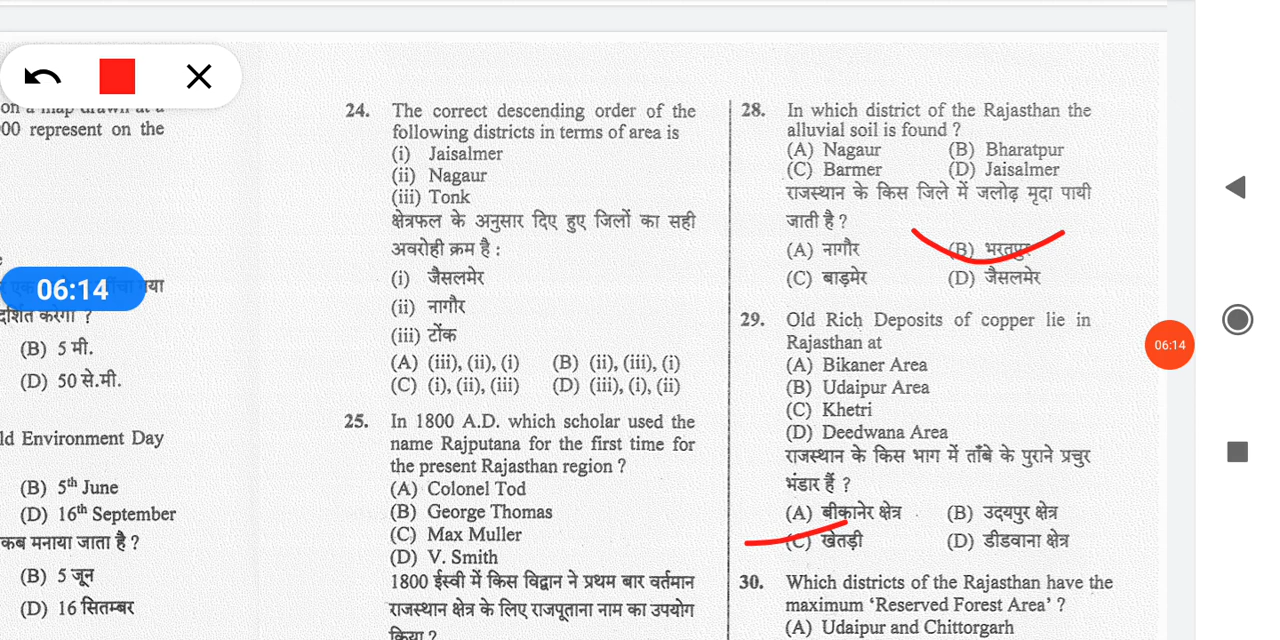 on a map drawn at a
00 represent on the
06:14
चा गया
दर्शित करेगा ?
(B) 5 मी.
(D) 50 से.मी.
ld Environment Day
(B) 5th June
(D) 16th September
कब मनाया जाता है ?
(B) 5 जून
(D) 16 सितम्बर
24. The correct descending order of the
following districts in terms of area is
(i) Jaisalmer
(ii) Nagaur
(iii) Tonk
क्षेत्रफल के अनुसार दिए हुए जिलों का सही
अवरोही क्रम है :
(i) जैसलमेर
(ii) नागौर
(iii) टोंक
(A) (iii), (ii), (i) (B) (ii), (iii), (i)
(C) (i), (ii), (iii) (D) (iii), (i), (ii)
25. In 1800 A.D. which scholar used the
name Rajputana for the first time for
the present Rajasthan region ?
(A) Colonel Tod
(B) George Thomas
(C) Max Muller
(D) V. Smith
1800 ईस्वी में किस विद्वान ने प्रथम बार वर्तमान
राजस्थान क्षेत्र के लिए राजपूताना नाम का उपयोग
किया ?
28. In which district of the Rajasthan the
alluvial soil is found ?
(A) Nagaur (B) Bharatpur
(C) Barmer (D) Jaisalmer
राजस्थान के किस जिले में जलोढ़ मृदा पायी
जाती है ?
(A) नागौर (B) भरतपुर
(C) बाड़मेर (D) जैसलमेर
29. Old Rich Deposits of copper lie in
Rajasthan at
(A) Bikaner Area
(B) Udaipur Area
(C) Khetri
(D) Deedwana Area
राजस्थान के किस भाग में ताँबे के पुराने प्रचुर
भंडार हैं ?
(A) बीकानेर क्षेत्र (B) उदयपुर क्षेत्र
(C) खेतड़ी (D) डीडवाना क्षेत्र
30. Which districts of the Rajasthan have the
maximum ‘Reserved Forest Area’ ?
(A) Udaipur and Chittorgarh
06:14